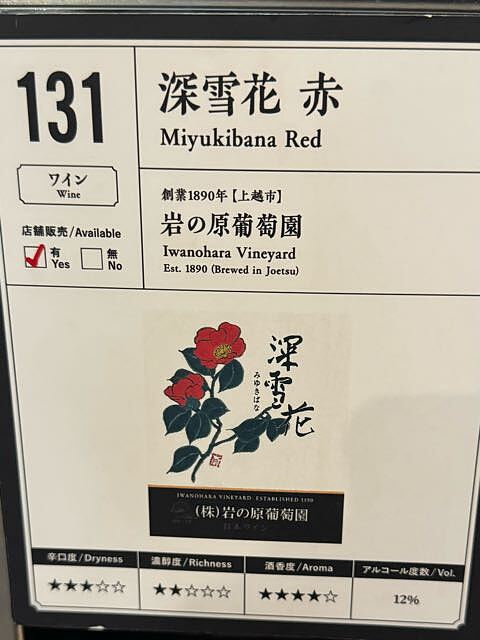 131
深雪花 赤
Miyukibana Red
ワイン
Wine
創業1890年【上越市】
岩の原葡萄園
Iwanohara Vineyard
Est. 1890 (Brewed in Joetsu)
店舗販売/Available
有
Yes
無
No
深雪花
みゆきばな
IWANOHARA VINEYARD ESTABLISHED 1890
(株)岩の原葡萄園
日本ワイン
辛口度/Dryness
★★★☆☆
濃醇度/Richness
★★☆☆☆
酒香度/Aroma
★★★★☆
アルコール度数/Vol.
12%